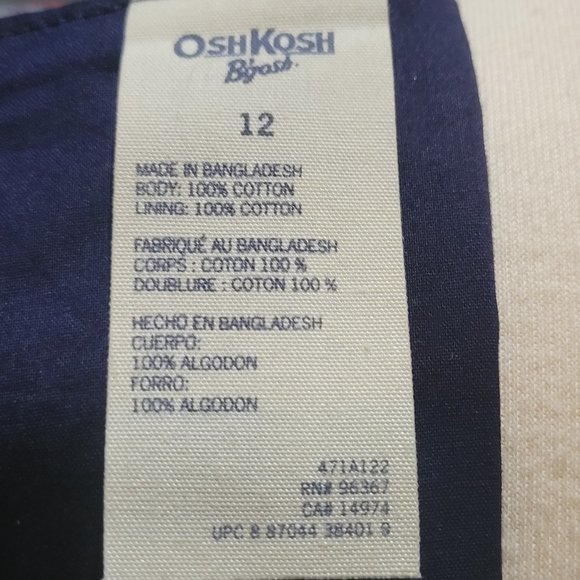 OSHKOSH
B'gosh.
12
MADE IN BANGLADESH
BODY: 100% COTTON
LINING: 100% COTTON
FABRIQUÉ AU BANGLADESH
CORPS : COTON 100 %
DOUBLURE : COTON 100 %
HECHO EN BANGLADESH
CUERPO:
100% ALGODON
FORRO:
100% ALGODON
471A122
RN# 96367
CA# 14974
UPC 8 87044 38401 9